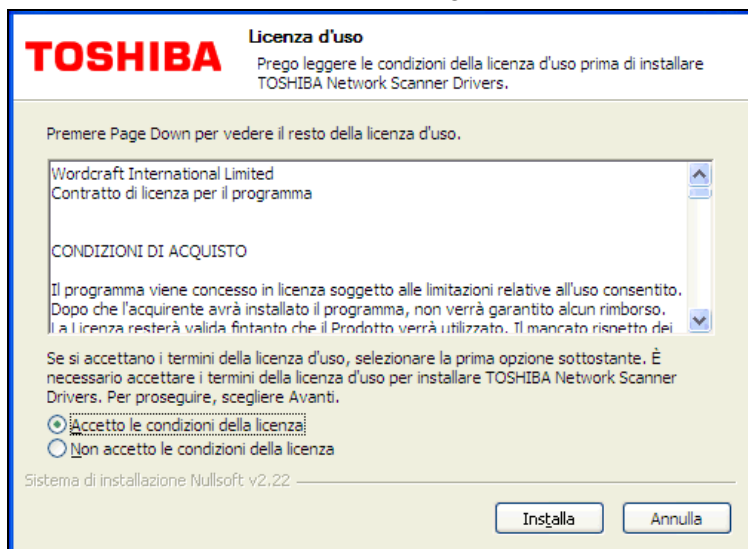 TOSHIBA
Licenza d'uso
Prego leggere le condizioni della licenza d'uso prima di installare
TOSHIBA Network Scanner Drivers.
Premere Page Down per vedere il resto della licenza d'uso.
Wordcraft International Limited
Contratto di licenza per il programma
CONDIZIONI DI ACQUISTO
Il programma viene concesso in licenza soggetto alle limitazioni relative all'uso consentito.
Dopo che l'acquirente avrà installato il programma, non verrà garantito alcun rimborso.
La Licenza resterà valida fintanto che il Prodotto verrà utilizzato. Il mancato rispetto dei
Se si accettano i termini della licenza d'uso, selezionare la prima opzione sottostante. È
necessario accettare i termini della licenza d'uso per installare TOSHIBA Network Scanner
Drivers. Per proseguire, scegliere Avanti.
Accetto le condizioni della licenza
Non accetto le condizioni della licenza
Sistema di installazione Nullsoft v2.22
Installa Annulla